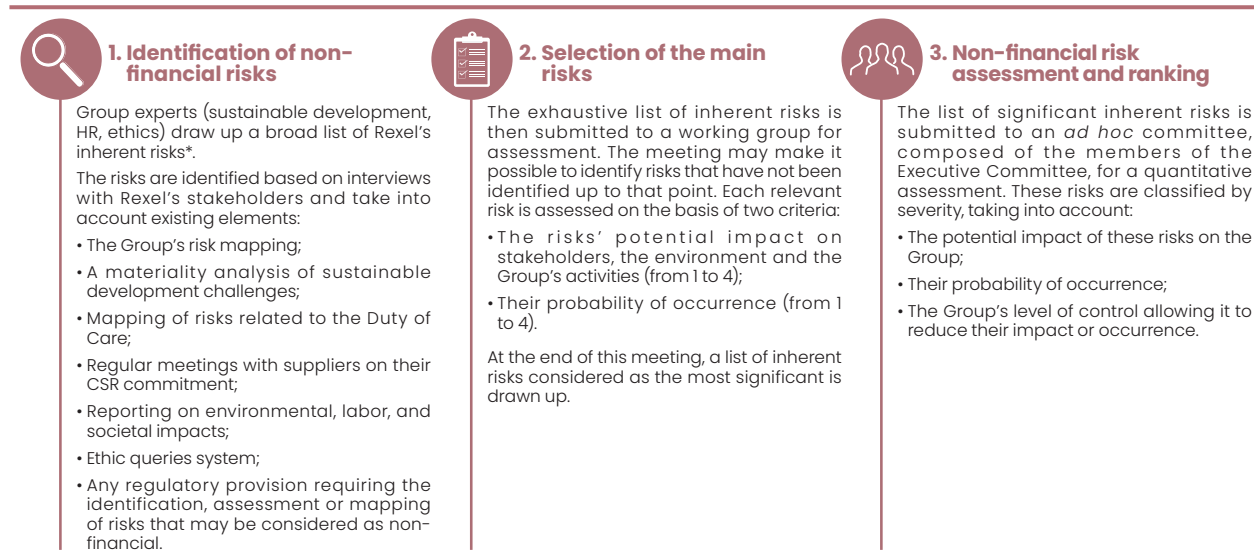 1. Identification of non-
financial risks
Group experts (sustainable development,
HR, ethics) draw up a broad list of Rexel's
inherent risks*.
The risks are identified based on interviews
with Rexel's stakeholders and take into
account existing elements:
• The Group's risk mapping;
• A materiality analysis of sustainable
development challenges;
• Mapping of risks related to the Duty of
Care;
• Regular meetings with suppliers on their
CSR commitment;
• Reporting on environmental, labor, and
societal impacts;
• Ethic queries system;
• Any regulatory provision requiring the
identification, assessment or mapping
of risks that may be considered as non-
financial.
2. Selection of the main
risks
The exhaustive list of inherent risks is
then submitted to a working group for
assessment. The meeting may make it
possible to identify risks that have not been
identified up to that point. Each relevant
risk is assessed on the basis of two criteria:
• The risks' potential impact on
stakeholders, the environment and the
Group's activities (from 1 to 4);
• Their probability of occurrence (from 1
to 4).
At the end of this meeting, a list of inherent
risks considered as the most significant is
drawn up.
3. Non-financial risk
assessment and ranking
The list of significant inherent risks is
submitted to an ad hoc committee,
composed of the members of the
Executive Committee, for a quantitative
assessment. These risks are classified by
severity, taking into account:
• The potential impact of these risks on the
Group;
• Their probability of occurrence;
• The Group's level of control allowing it to
reduce their impact or occurrence.